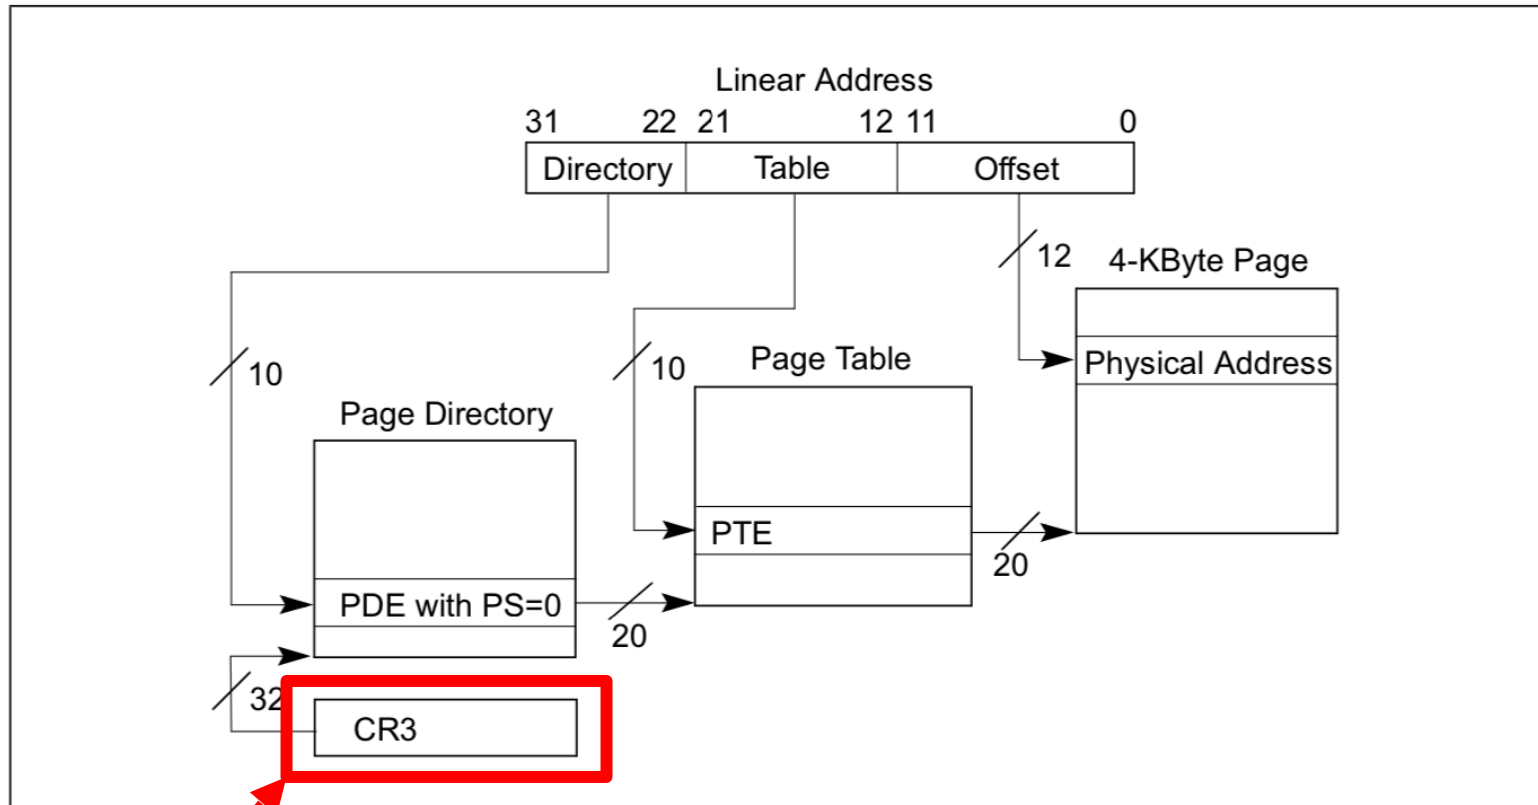 Linear Address
31 22 21 12 11 0
Directory Table Offset
12
4-KByte Page
Physical Address
10
10
Page Table
PTE
20
Page Directory
PDE with PS=0
20
32
CR3